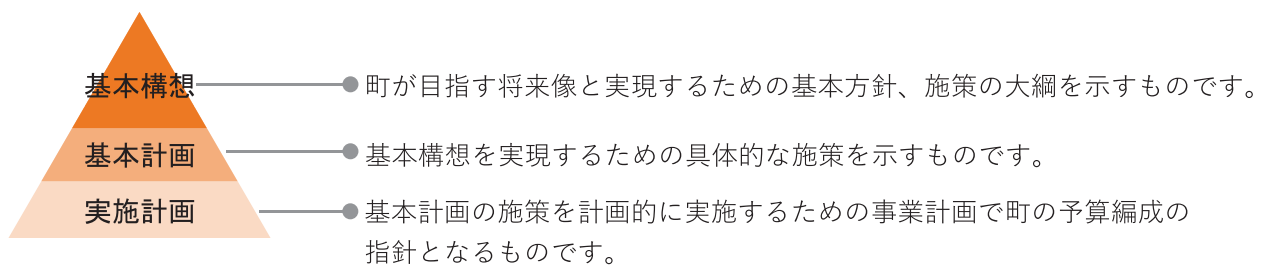 基本構想
町が目指す将来像と実現するための基本方針、施策の大綱を示すものです。
基本計画
基本構想を実現するための具体的な施策を示すものです。
実施計画
基本計画の施策を計画的に実施するための事業計画で町の予算編成の
指針となるものです。